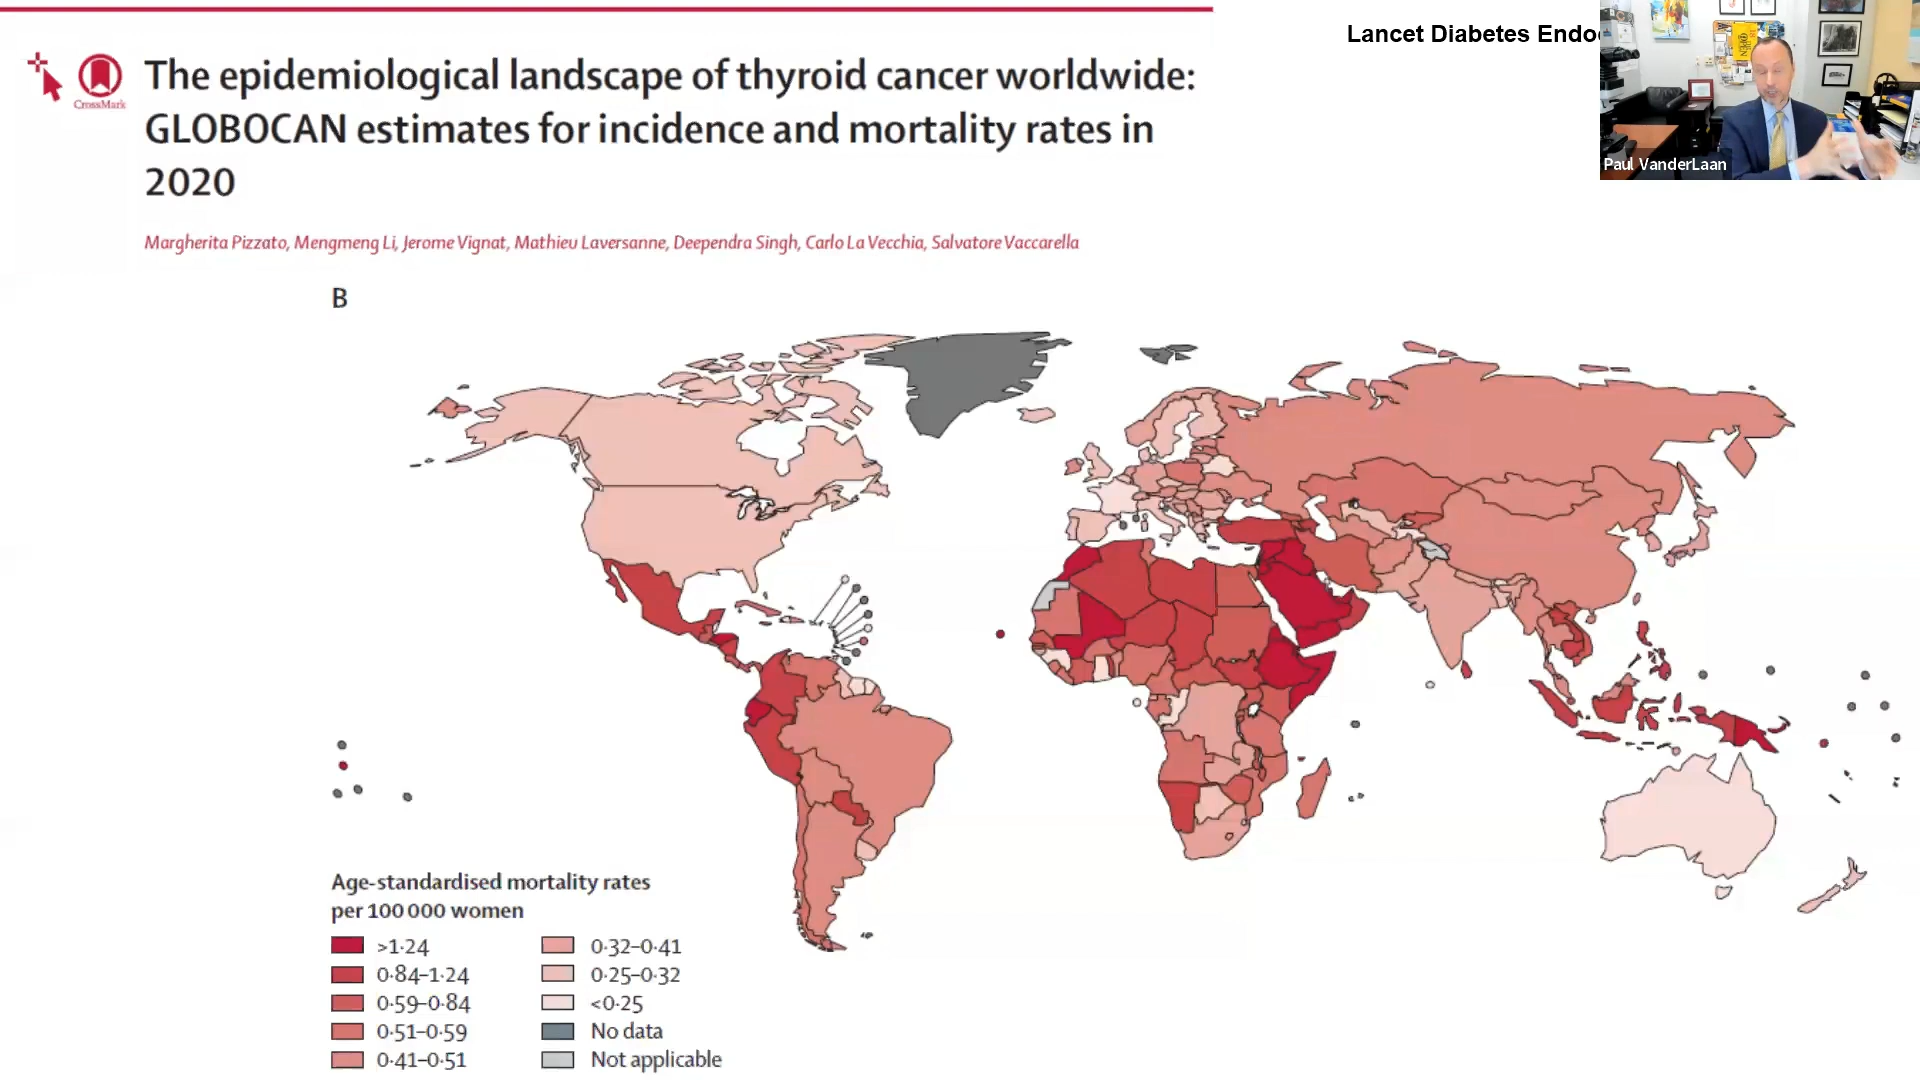 Lancet Diabetes Endo
CrossMark
The epidemiological landscape of thyroid cancer worldwide:
GLOBOCAN estimates for incidence and mortality rates in
2020
Margherita Pizzato, Mengmeng Li, Jerome Vignat, Mathieu Laversanne, Deependra Singh, Carlo La Vecchia, Salvatore Vaccarella
Paul VanderLaan
B
Age-standardised mortality rates
per 100 000 women
>1·24
0·84–1·24
0·59–0·84
0·51–0·59
0·41–0·51
0·32–0·41
0·25–0·32
<0·25
No data
Not applicable